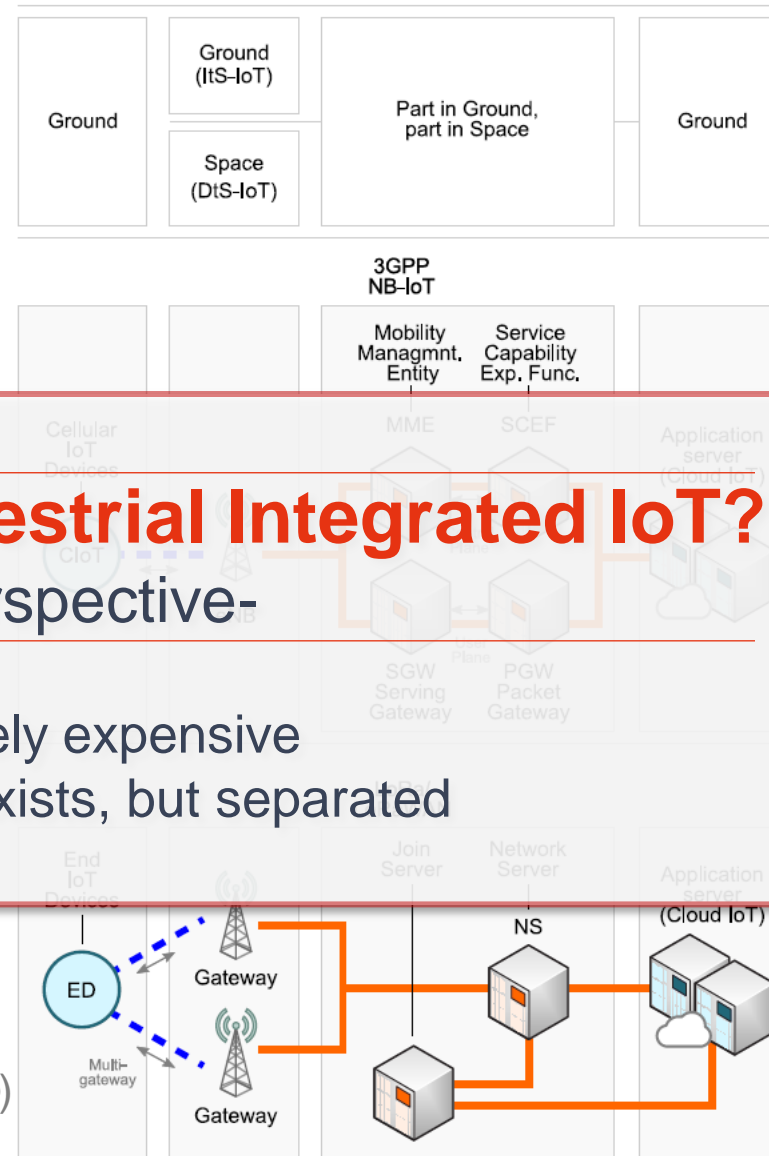 Ground
Ground
(ItS-IoT)
Space
(DtS-IoT)
Part in Ground,
part in Space
Ground
3GPP
NB-IoT
Mobility
Managmnt.
Entity
Service
Capability
Exp. Func.
Cellular
IoT
Devices
MME
SCEF
Application
server
(Cloud IoT)
estrial Integrated IoT?
CIoT
Plane
rspective-
User
Plane
SGW
Serving
Gateway
PGW
Packet
Gateway
ely expensive
xists, but separated
End
IoT
Devices
Join
Server
Network
Server
Application
server
(Cloud IoT)
NS
ED
Gateway
Multi-
gateway
)
Gateway